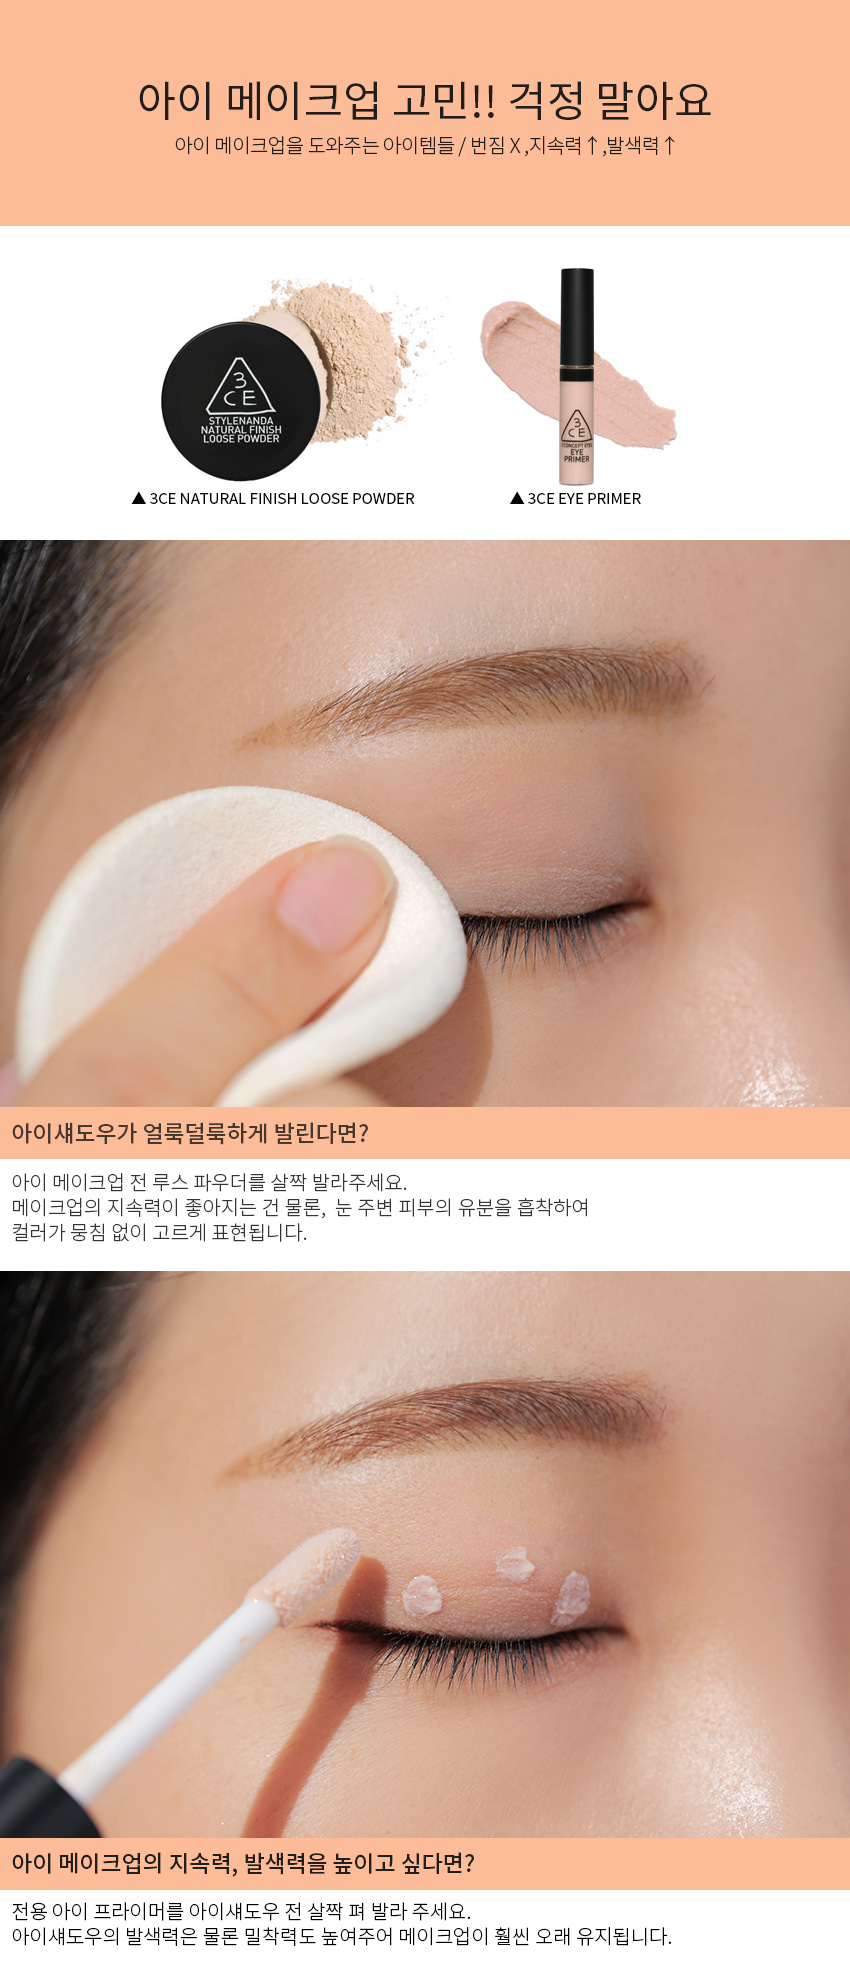 아이 메이크업 고민!! 걱정 말아요
아이 메이크업을 도와주는 아이템들 / 번짐 X ,지속력↑,발색력↑
3
CE
STYLENANDA
NATURAL FINISH
LOOSE POWDER
3
CE
3 CONCEPT EYES
EYE
PRIMER
▲ 3CE NATURAL FINISH LOOSE POWDER
▲ 3CE EYE PRIMER
아이섀도우가 얼룩덜룩하게 발린다면?
아이 메이크업 전 루스 파우더를 살짝 발라주세요.
메이크업의 지속력이 좋아지는 건 물론, 눈 주변 피부의 유분을 흡착하여
컬러가 뭉침 없이 고르게 표현됩니다.
아이 메이크업의 지속력, 발색력을 높이고 싶다면?
전용 아이 프라이머를 아이섀도우 전 살짝 펴 발라 주세요.
아이섀도우의 발색력은 물론 밀착력도 높여주어 메이크업이 훨씬 오래 유지됩니다.